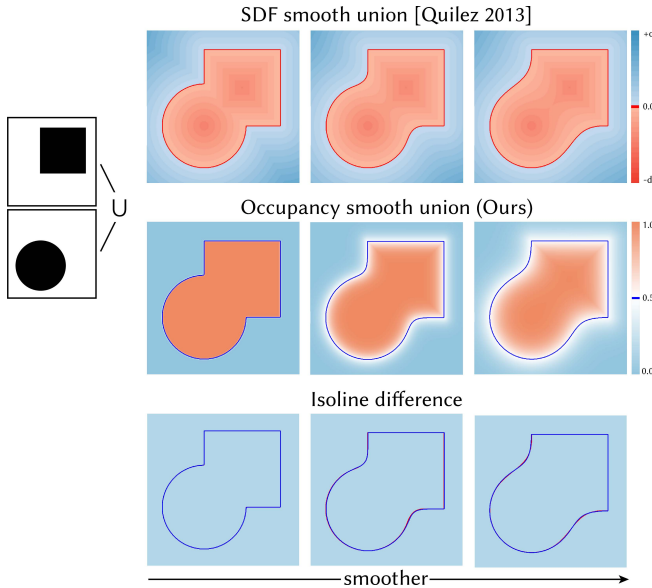 SDF smooth union [Quilez 2013]
+d
0.0
-d
∪
Occupancy smooth union (Ours)
1.0
0.5
0.0
Isoline difference
smoother